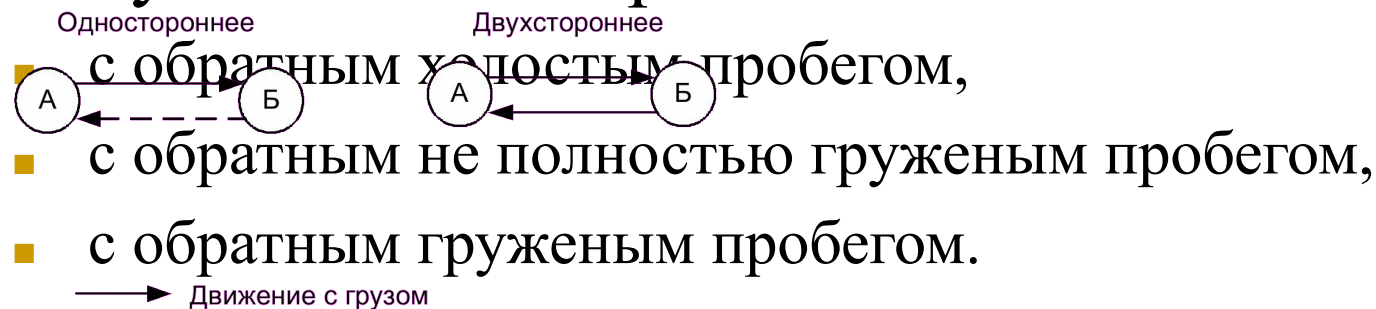 Одностороннее Двухстороннее
с обратным холостым пробегом,
А Б А Б
с обратным не полностью груженым пробегом,
с обратным груженым пробегом.
Движение с грузом